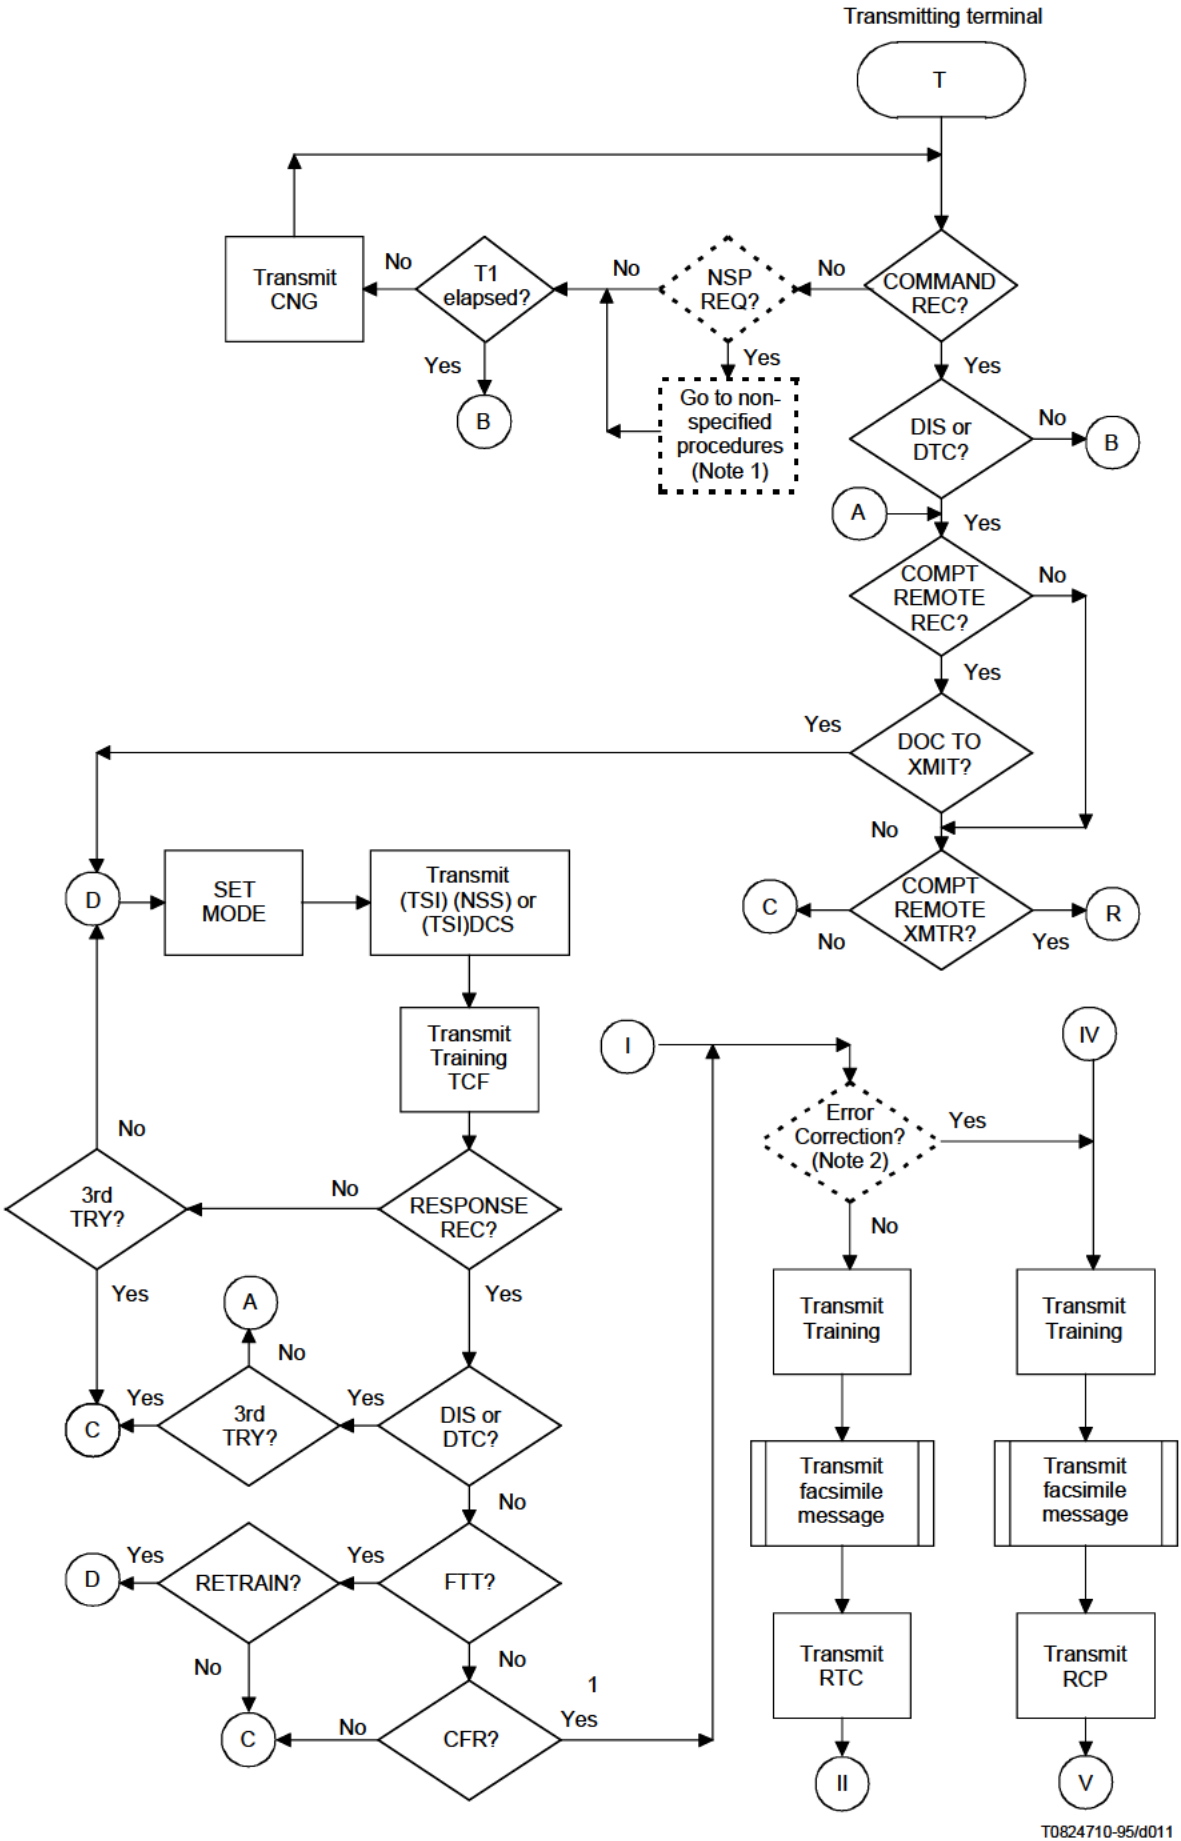 Transmitting terminal
T
Transmit
CNG
No
T1
elapsed?
No
NSP
REQ?
No
COMMAND
REC?
Yes
B
Yes
Go to non-
specified
procedures
(Note 1)
Yes
DIS or
DTC?
No
B
A
Yes
COMPT
REMOTE
REC?
No
Yes
Yes
DOC TO
XMIT?
No
COMPT
REMOTE
XMTR?
C
No
Yes
R
D
SET
MODE
Transmit
(TSI) (NSS) or
(TSI)DCS
Transmit
Training
TCF
No
3rd
TRY?
No
RESPONSE
REC?
Yes
Yes
A
No
C
Yes
3rd
TRY?
Yes
DIS or
DTC?
No
D
Yes
RETRAIN?
Yes
FTT?
No
No
C
No
CFR?
1
Yes
I
Error
Correction?
(Note 2)
Yes
IV
No
Transmit
Training
Transmit
Training
Transmit
facsimile
message
Transmit
facsimile
message
Transmit
RTC
Transmit
RCP
II
V
T0824710-95/d011